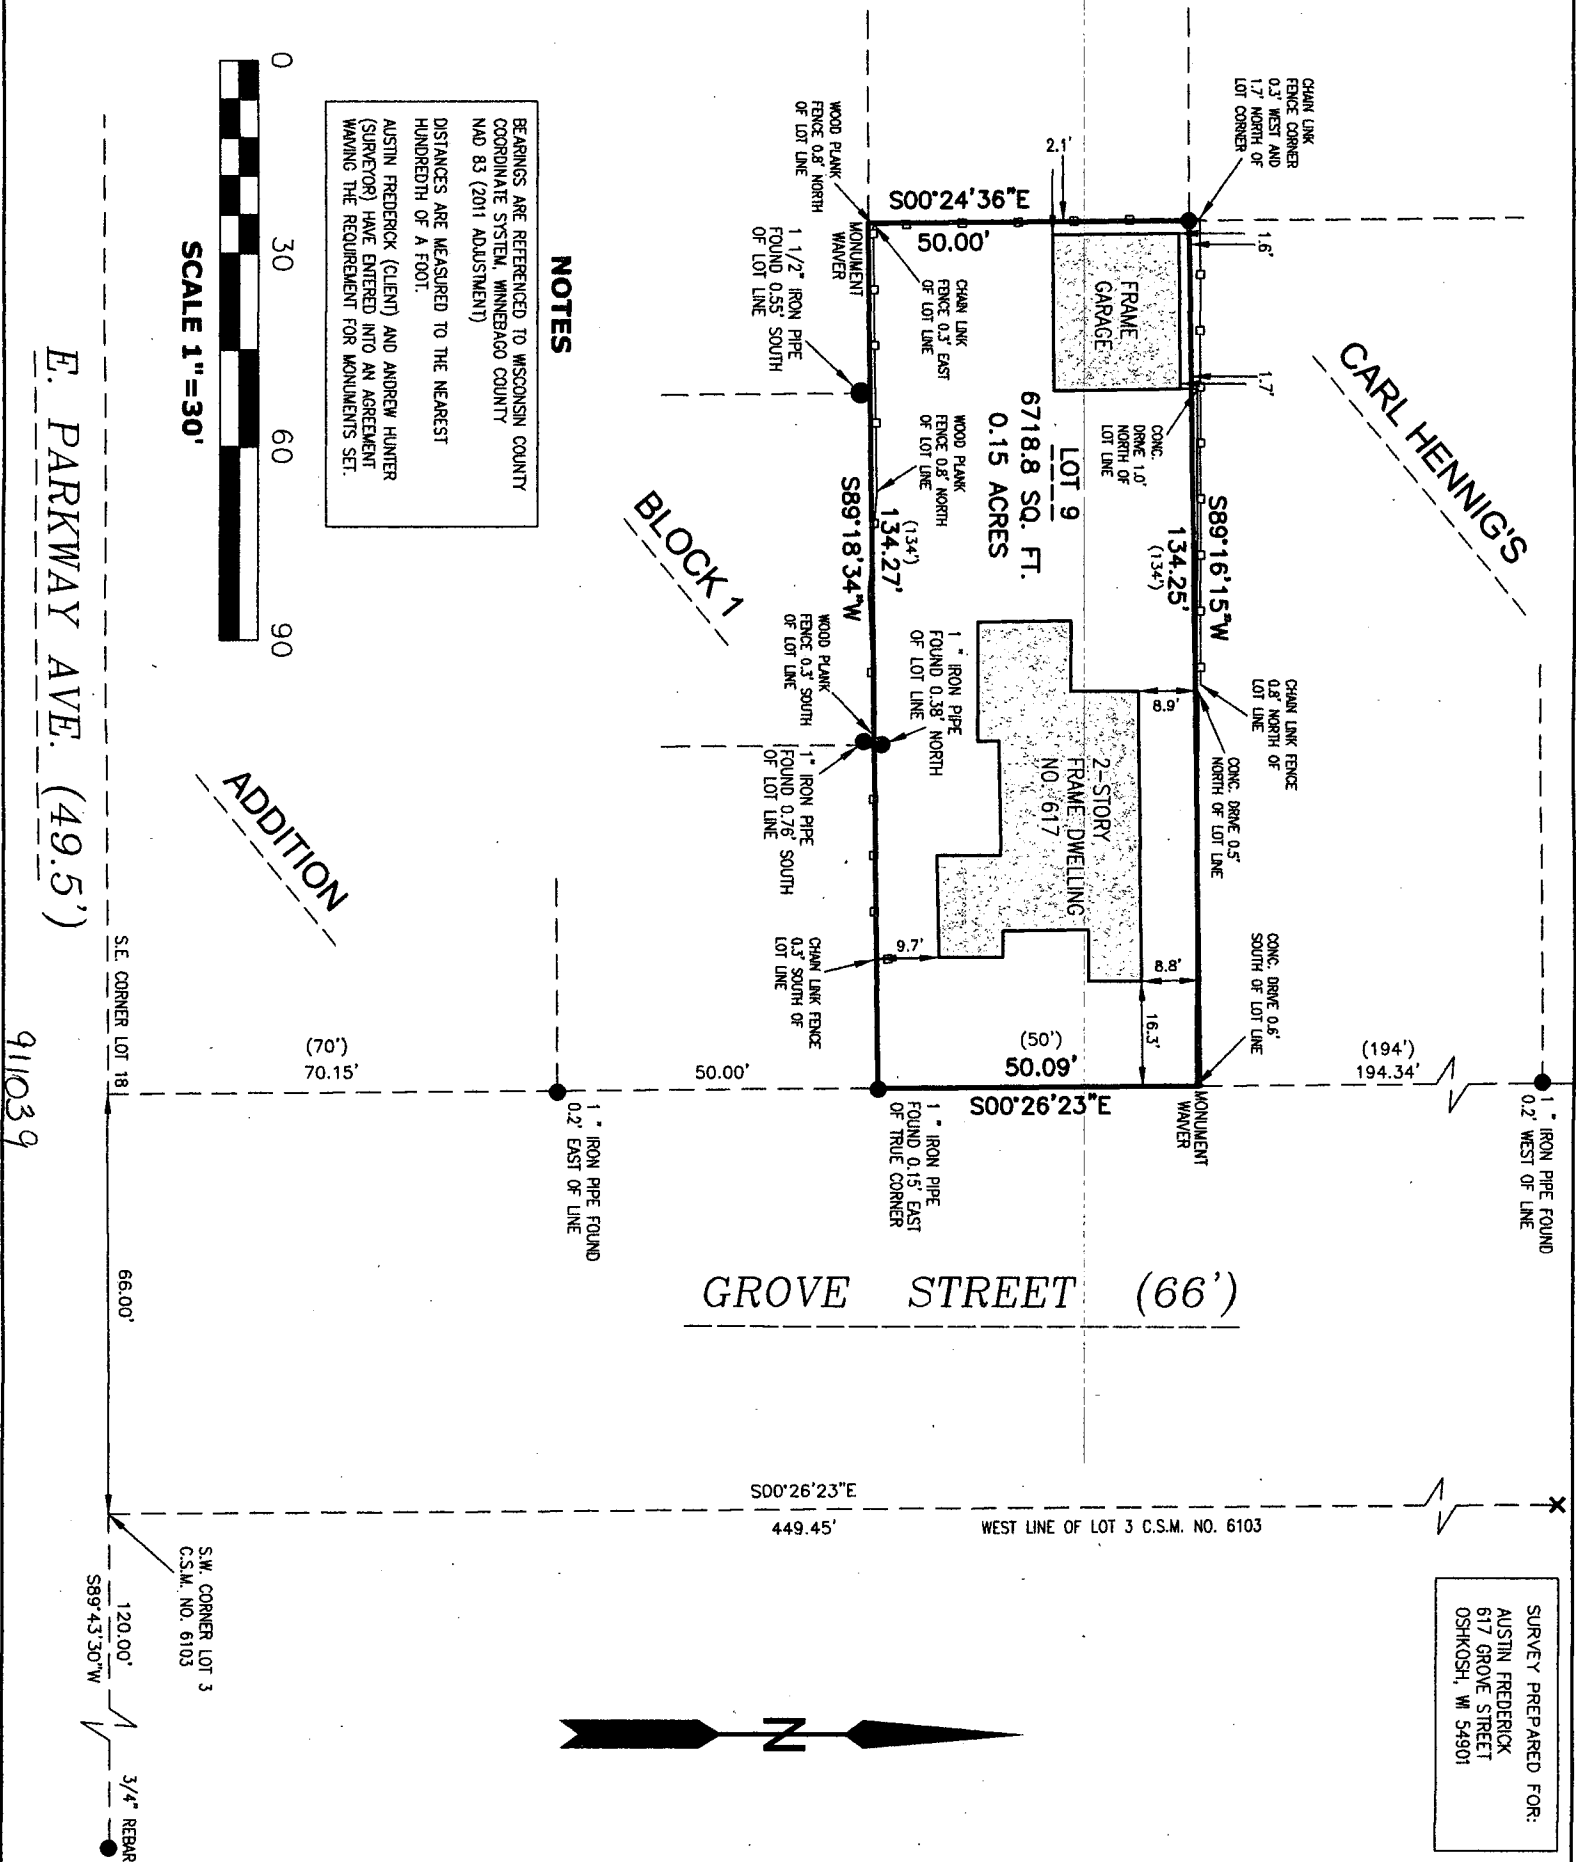 SURVEY PREPARED FOR:
AUSTIN FREDERICK
617 GROVE STREET
OSHKOSH, WI 54901
1" IRON PIPE FOUND
0.2' WEST OF LINE
(194')
194.34'
CARL HENNIG'S
CHAIN LINK
FENCE CORNER
0.3' WEST AND
1.7' NORTH OF
LOT CORNER
1.6'
1.7'
2.1'
S89°16'15"W
134.25'
(134')
CHAIN LINK FENCE
0.8' NORTH OF
LOT LINE
CONC. DRIVE 0.5'
NORTH OF LOT LINE
CONC. DRIVE 0.6'
SOUTH OF LOT LINE
MONUMENT
WAIVER
CONC.
DRIVE 1.0'
NORTH OF
LOT LINE
FRAME
GARAGE
LOT 9
6718.8 SQ. FT.
0.15 ACRES
8.9'
8.8'
16.3'
2-STORY
FRAME DWELLING
NO. 617
9.7'
S00°24'36"E
50.00'
(50')
50.09'
S00°26'23"E
WOOD PLANK
FENCE 0.8' NORTH
OF LOT LINE
MONUMENT
WAIVER
CHAIN LINK
FENCE 0.3' EAST
OF LOT LINE
1 1/2" IRON PIPE
FOUND 0.55' SOUTH
OF LOT LINE
WOOD PLANK
FENCE 0.8' NORTH
OF LOT LINE
(134')
134.27'
S89°18'34"W
1" IRON PIPE
FOUND 0.38' NORTH
OF LOT LINE
WOOD PLANK
FENCE 0.3' SOUTH
OF LOT LINE
1" IRON PIPE
FOUND 0.76' SOUTH
OF LOT LINE
CHAIN LINK FENCE
0.3' SOUTH OF
LOT LINE
1" IRON PIPE
FOUND 0.15' EAST
OF TRUE CORNER
BLOCK 1
50.00'
1" IRON PIPE FOUND
0.2' EAST OF LINE
GROVE STREET (66')
S00°26'23"E
449.45'
WEST LINE OF LOT 3 C.S.M. NO. 6103
NOTES
BEARINGS ARE REFERENCED TO WISCONSIN COUNTY
COORDINATE SYSTEM, WINNEBAGO COUNTY
NAD 83 (2011 ADJUSTMENT)
DISTANCES ARE MEASURED TO THE NEAREST
HUNDREDTH OF A FOOT.
AUSTIN FREDERICK (CLIENT) AND ANDREW HUNTER
(SURVEYOR) HAVE ENTERED INTO AN AGREEMENT
WAVING THE REQUIREMENT FOR MONUMENTS SET.
0 30 60 90
SCALE 1"=30'
ADDITION
(70')
70.15'
S.E. CORNER LOT 18
66.00'
S.W. CORNER LOT 3
C.S.M. NO. 6103
120.00'
S89°43'30"W
3/4" REBAR
E. PARKWAY AVE. (49.5')
911039
N